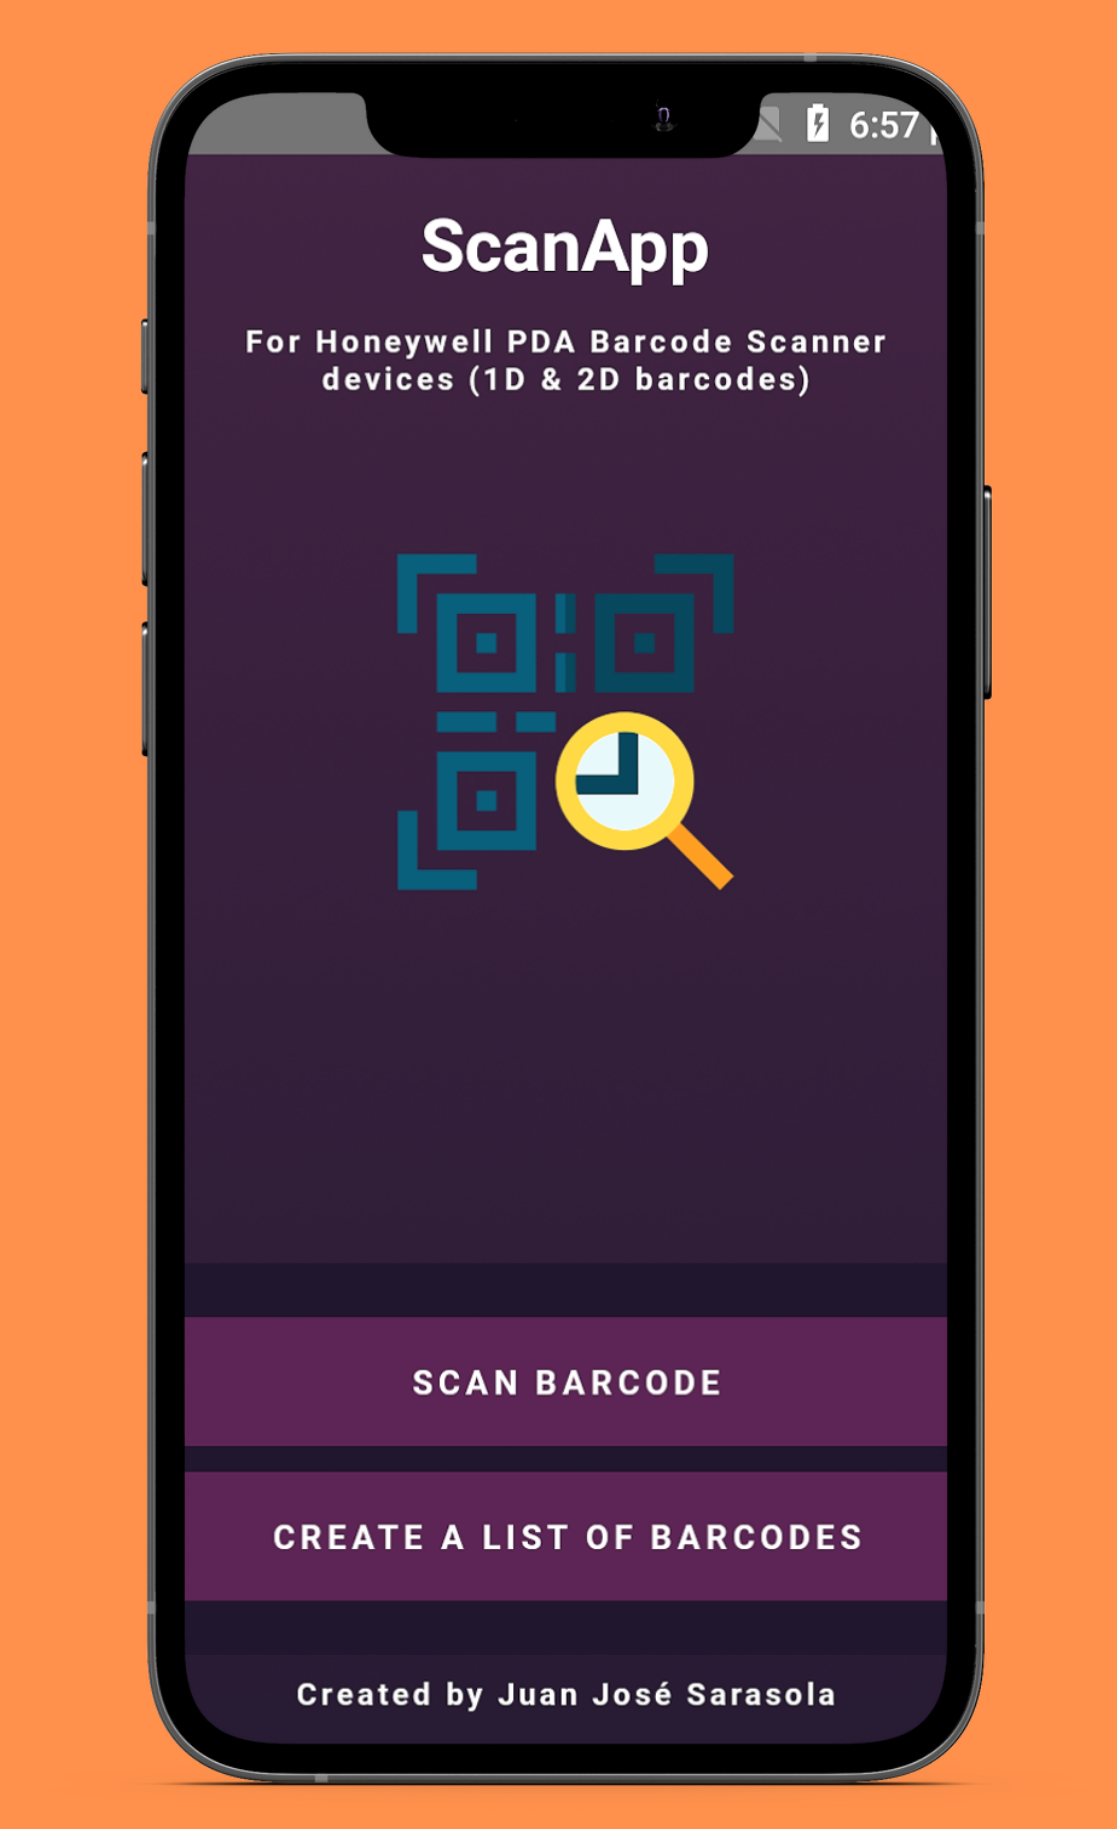 6:57
ScanApp
For Honeywell PDA Barcode Scanner
devices (1D & 2D barcodes)
SCAN BARCODE
CREATE A LIST OF BARCODES
Created by Juan José Sarasola